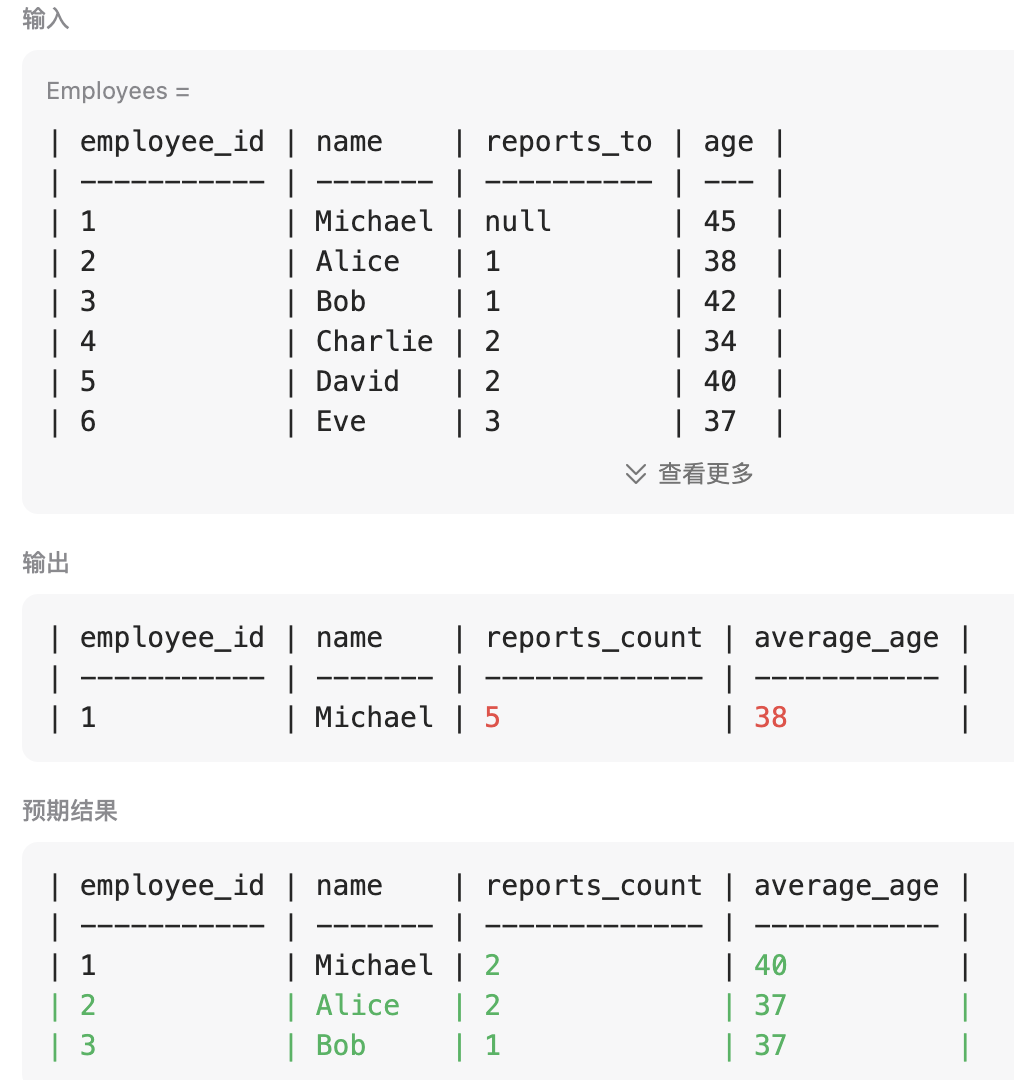 输入
Employees =
| employee_id | name    | reports_to | age |
| ----------- | ------- | ---------- | --- |
| 1           | Michael | null       | 45  |
| 2           | Alice   | 1          | 38  |
| 3           | Bob     | 1          | 42  |
| 4           | Charlie | 2          | 34  |
| 5           | David   | 2          | 40  |
| 6           | Eve     | 3          | 37  |
查看更多
输出
| employee_id | name    | reports_count | average_age |
| ----------- | ------- | ------------- | ----------- |
| 1           | Michael | 5             | 38          |
预期结果
| employee_id | name    | reports_count | average_age |
| ----------- | ------- | ------------- | ----------- |
| 1           | Michael | 2             | 40          |
| 2           | Alice   | 2             | 37          |
| 3           | Bob     | 1             | 37          |